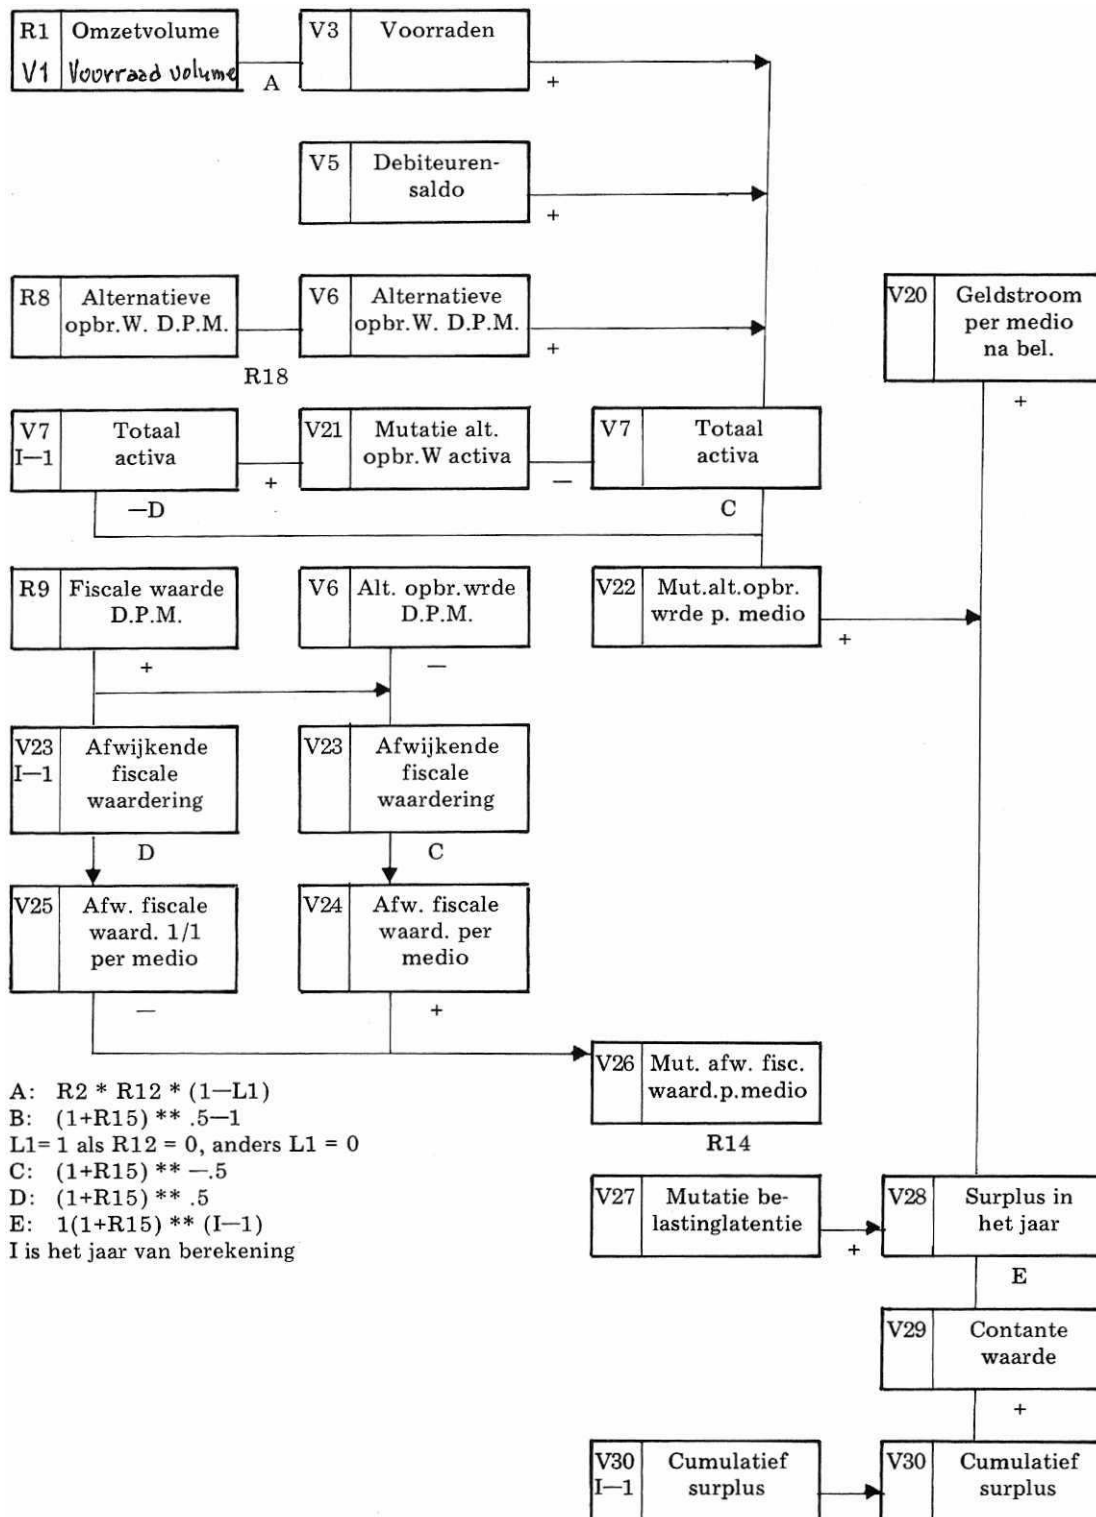 R1 Omzetvolume
V1 Voorraad volume
A
V3 Voorraden
+
V5 Debiteuren-
saldo
+
R8 Alternatieve
opbr.W. D.P.M.
R18
V6 Alternatieve
opbr.W. D.P.M.
+
V20 Geldstroom
per medio
na bel.
+
V7 Totaal
I—1 activa
—D
+
V21 Mutatie alt.
opbr.W activa
—
V7 Totaal
activa
C
R9 Fiscale waarde
D.P.M.
+
V6 Alt. opbr.wrde
D.P.M.
—
V22 Mut.alt.opbr.
wrde p. medio
+
V23 Afwijkende
I—1 fiscale
waardering
D
V23 Afwijkende
fiscale
waardering
C
V25 Afw. fiscale
waard. 1/1
per medio
—
V24 Afw. fiscale
waard. per
medio
+
V26 Mut. afw. fisc.
waard.p.medio
R14
A: R2 * R12 * (1—L1)
B: (1+R15) ** .5—1
L1= 1 als R12 = 0, anders L1 = 0
C: (1+R15) ** —.5
D: (1+R15) ** .5
E: 1(1+R15) ** (I—1)
I is het jaar van berekening
V27 Mutatie be-
lastinglatentie
+
V28 Surplus in
het jaar
E
V29 Contante
waarde
+
V30 Cumulatief
I—1 surplus
V30 Cumulatief
surplus